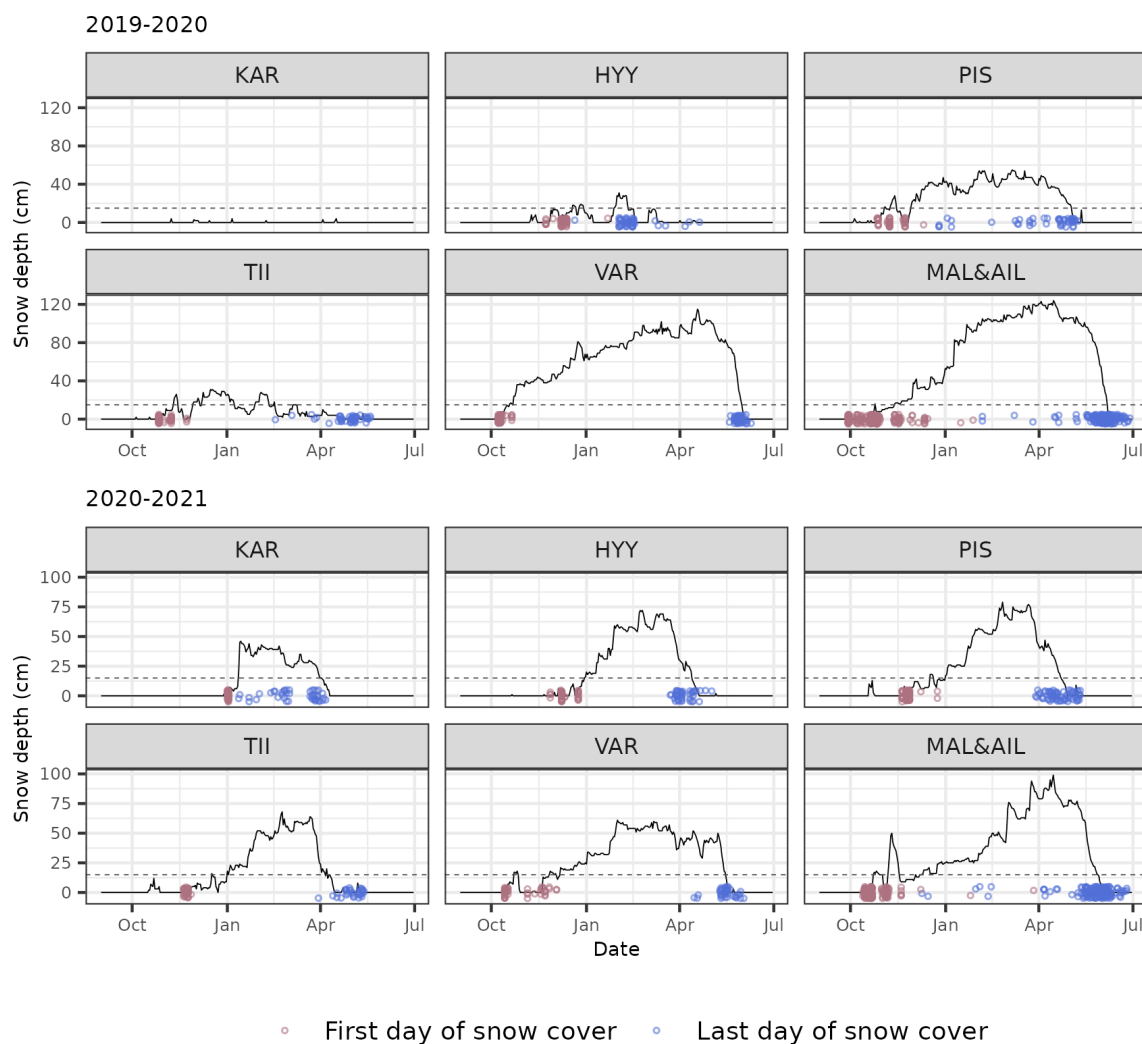 2019-2020
KAR HYY PIS
120
80
40
0
TII VAR MAL&AIL
120
80
40
0
Snow depth (cm)
Oct Jan Apr Jul Oct Jan Apr Jul Oct Jan Apr Jul
2020-2021
KAR HYY PIS
100
75
50
25
0
TII VAR MAL&AIL
100
75
50
25
0
Snow depth (cm)
Oct Jan Apr Jul Oct Jan Apr Jul Oct Jan Apr Jul
Date
First day of snow cover Last day of snow cover